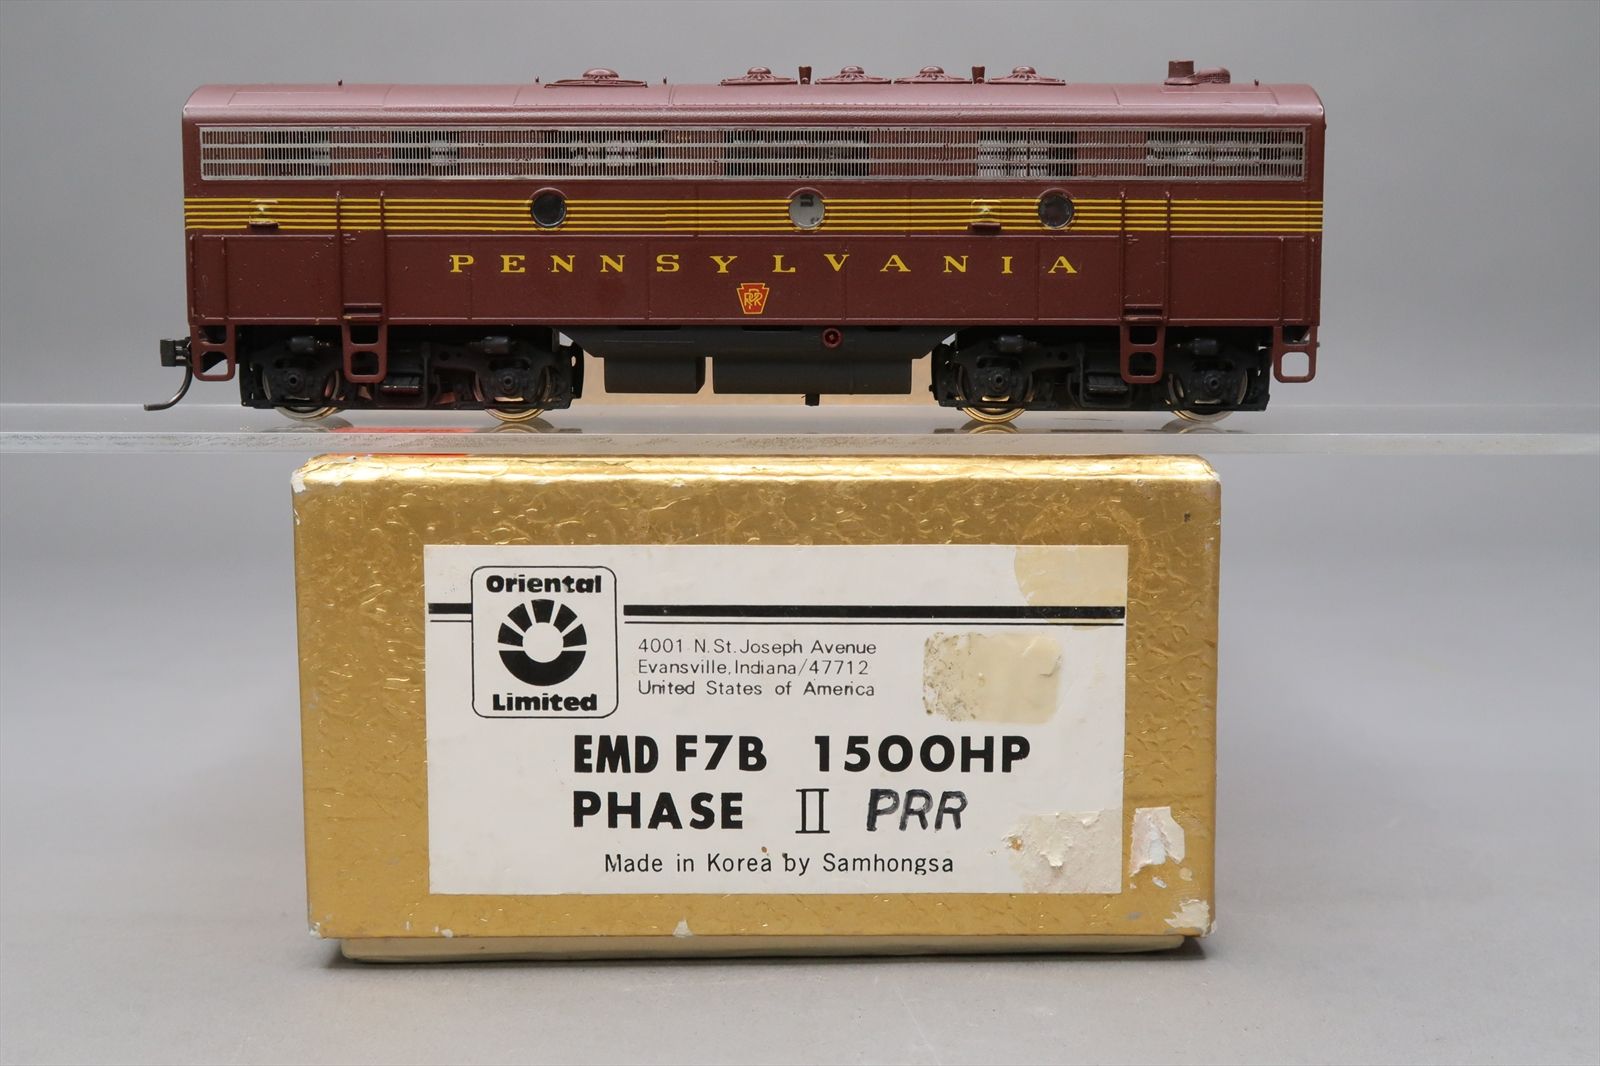 PENNSYLVANIA
PRR
Oriental
Limited
4001 N. St. Joseph Avenue
Evansville, Indiana/47712
United States of America
EMD F7B 1500HP
PHASE II PRR
Made in Korea by Samhongsa